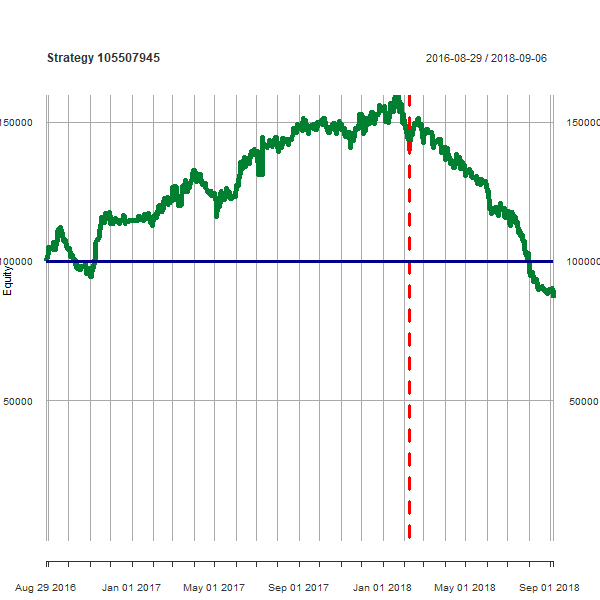 Strategy 105507945
2016-08-29 / 2018-09-06
150000
150000
100000
100000
Equity
50000
50000
Aug 29 2016
Jan 01 2017
May 01 2017
Sep 01 2017
Jan 01 2018
May 01 2018
Sep 01 2018